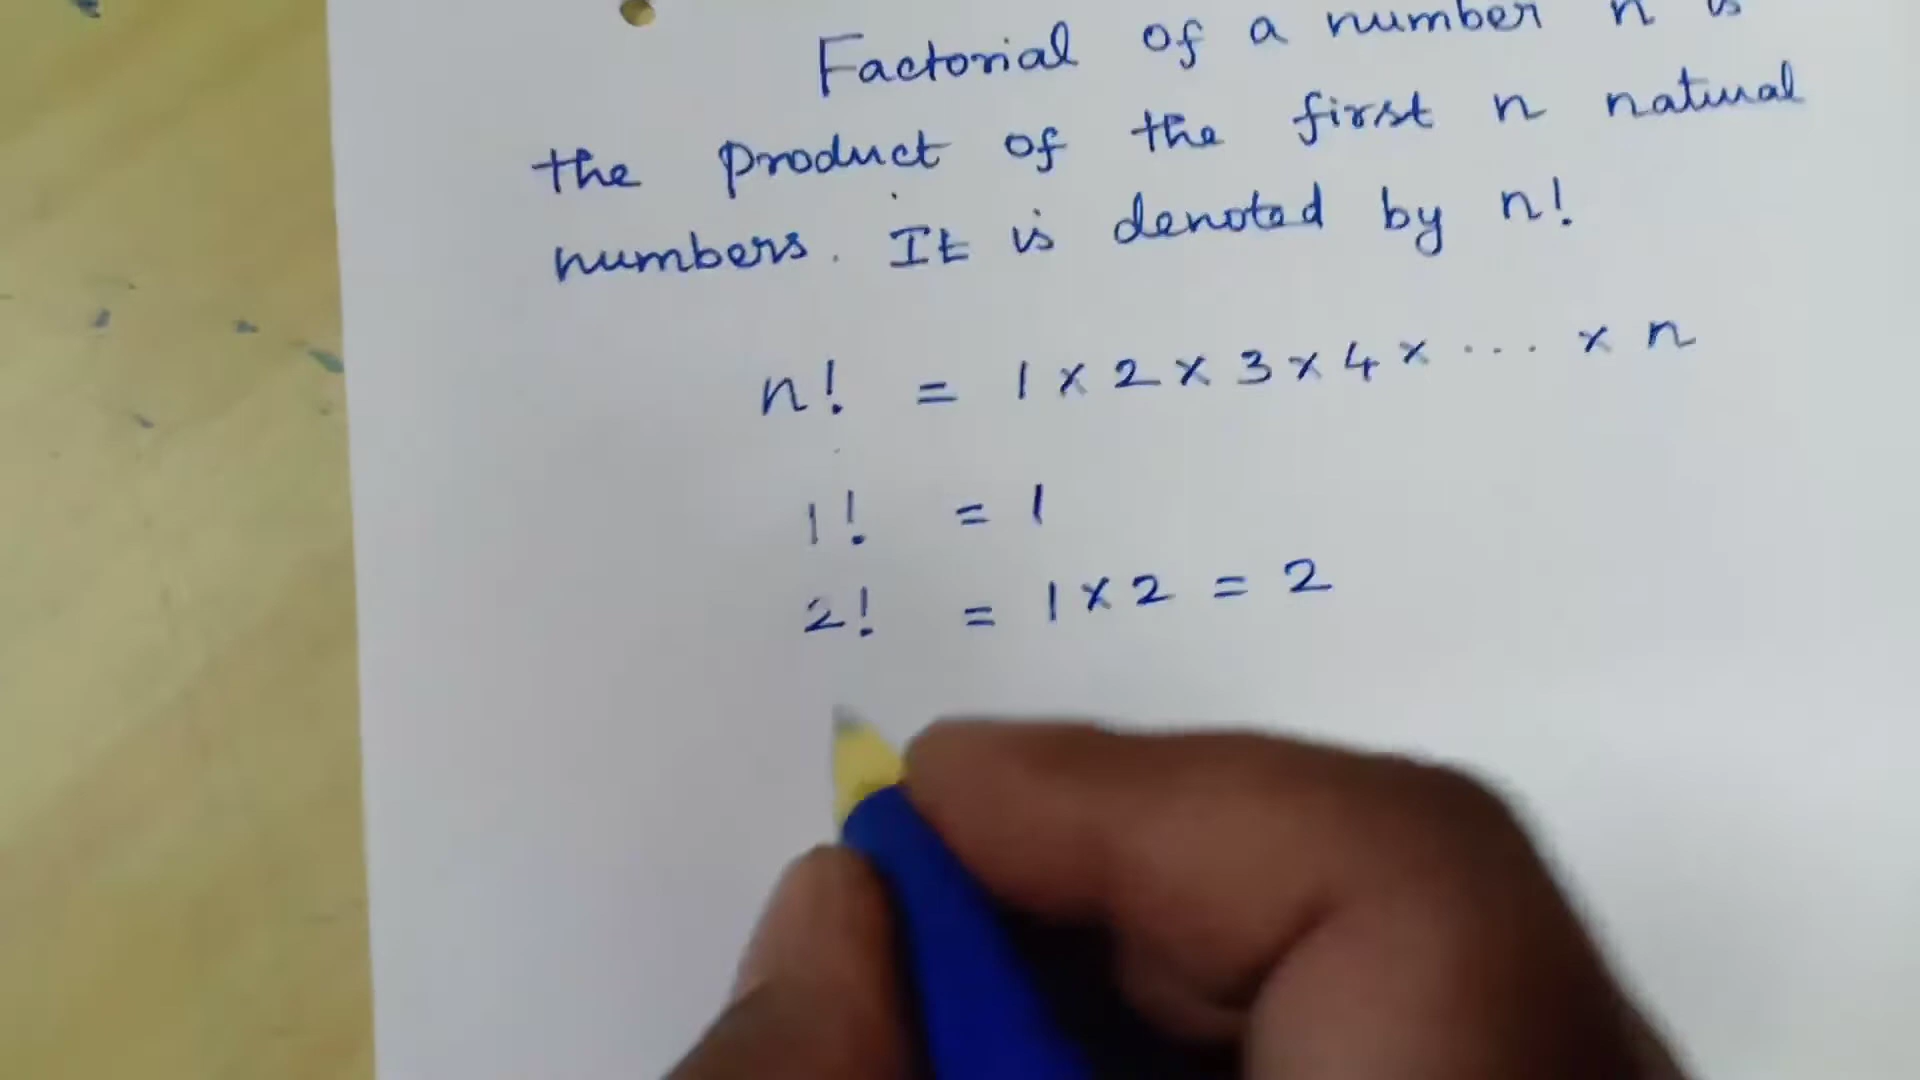 Factorial of a number n is
the product of the first n natural
numbers. It is denoted by n!
n! = 1 x 2 x 3 x 4 x ... x n
1! = 1
2! = 1 x 2 = 2